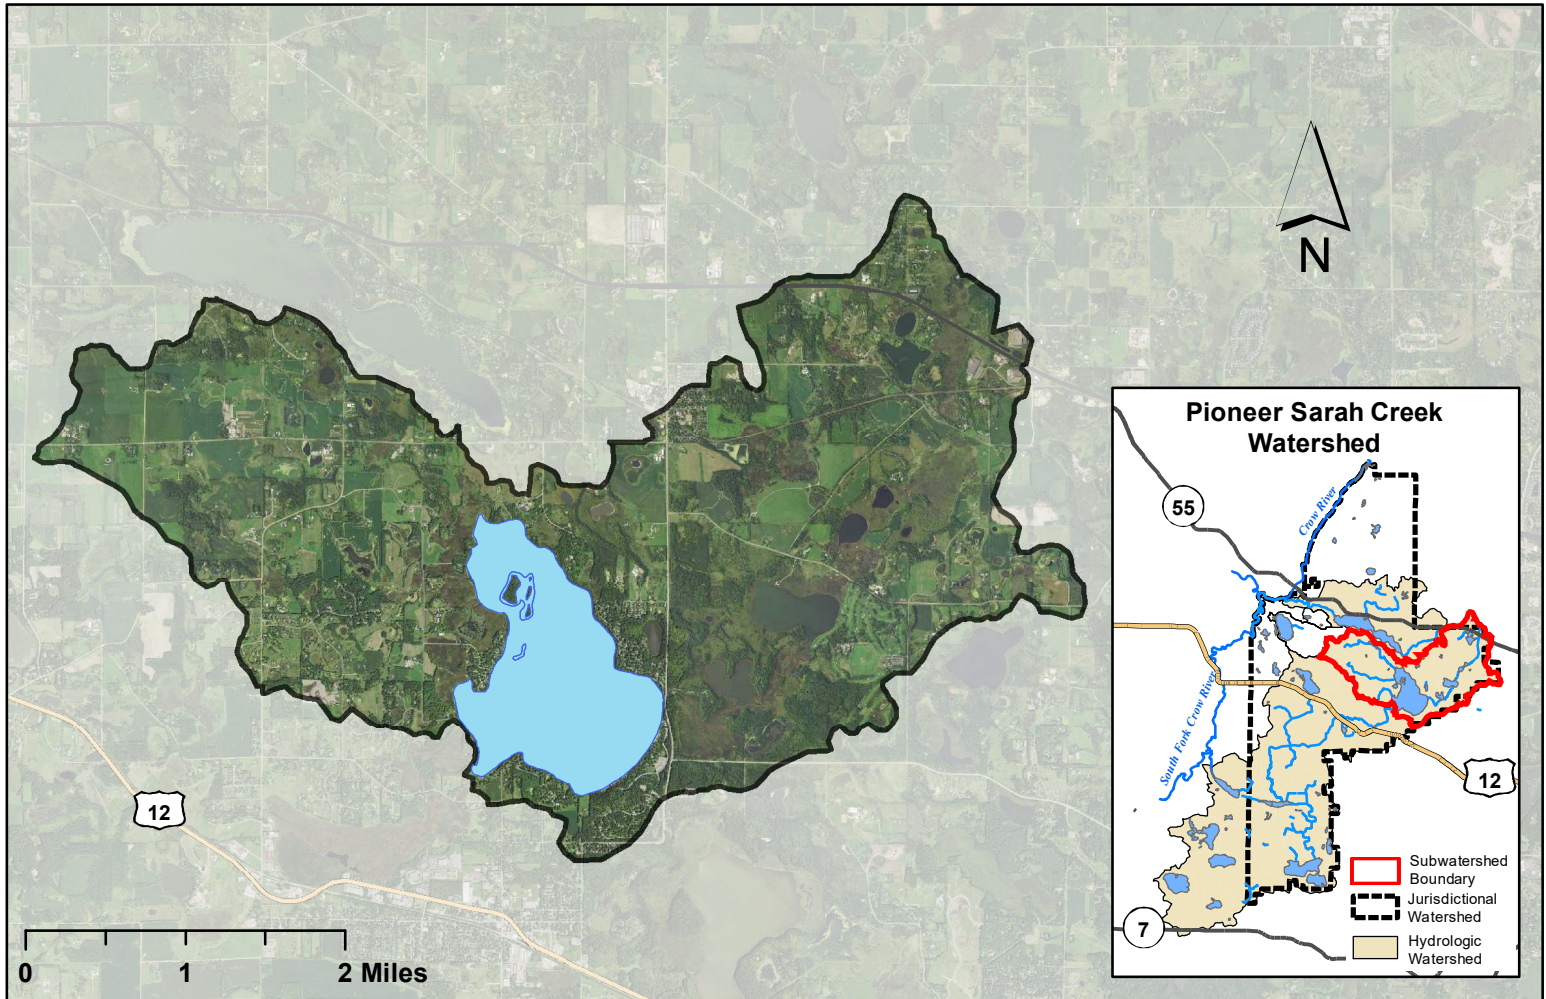 N
12
0
1
2 Miles
Pioneer Sarah Creek
Watershed
55
Crow River
South Fork Crow River
12
7
Subwatershed
Boundary
Jurisdictional
Watershed
Hydrologic
Watershed